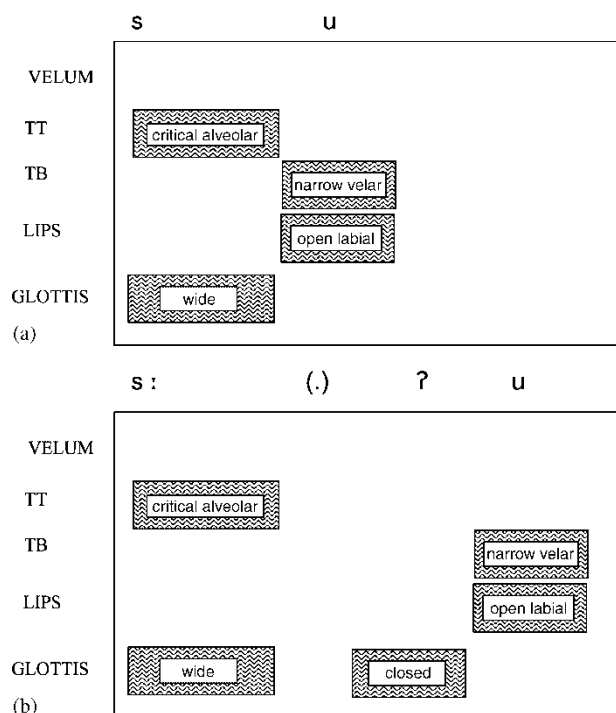 s u
VELUM
TT critical alveolar
TB narrow velar
LIPS open labial
GLOTTIS wide
(a)
s ː (.) ʔ u
VELUM
TT critical alveolar
TB narrow velar
LIPS open labial
GLOTTIS wide closed
(b)